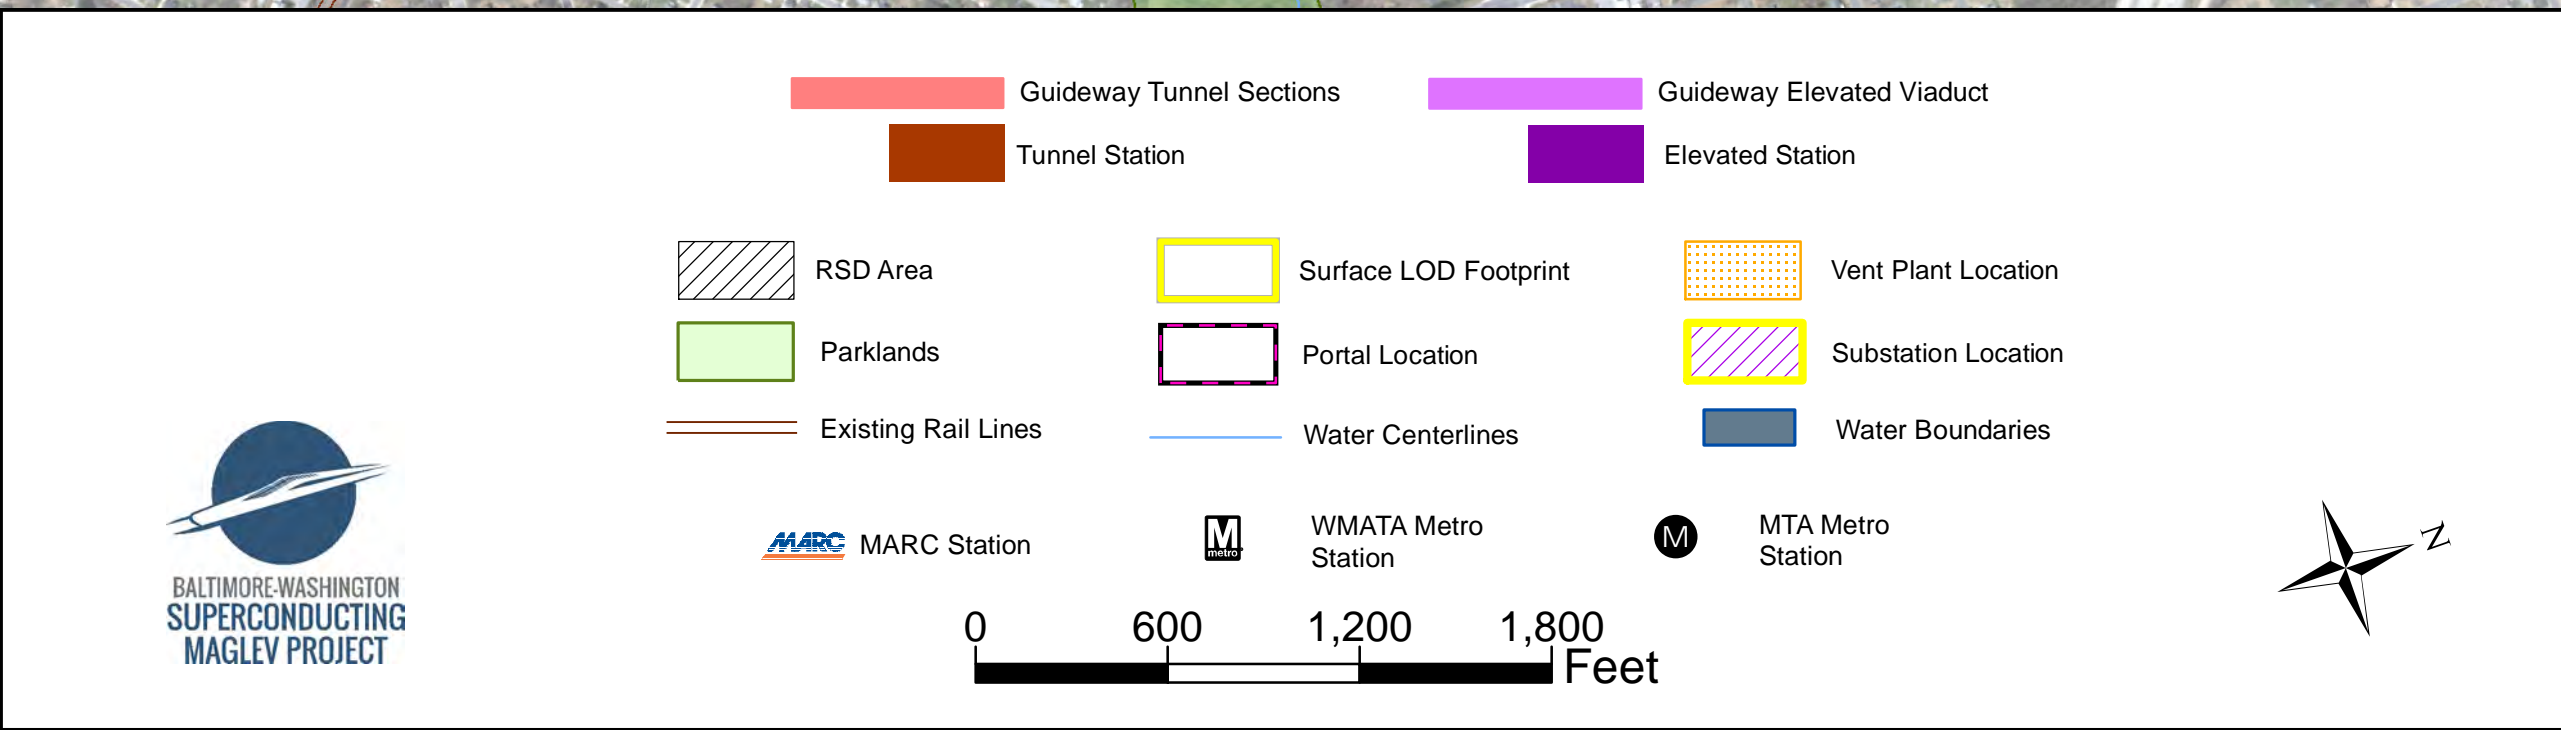 Guideway Tunnel Sections
Guideway Elevated Viaduct
Tunnel Station
Elevated Station
RSD Area
Surface LOD Footprint
Vent Plant Location
Parklands
Portal Location
Substation Location
Existing Rail Lines
Water Centerlines
Water Boundaries
MARC
MARC Station
M
metro
WMATA Metro
Station
M
MTA Metro
Station
N
BALTIMORE-WASHINGTON
SUPERCONDUCTING
MAGLEV PROJECT
0 600 1,200 1,800
Feet